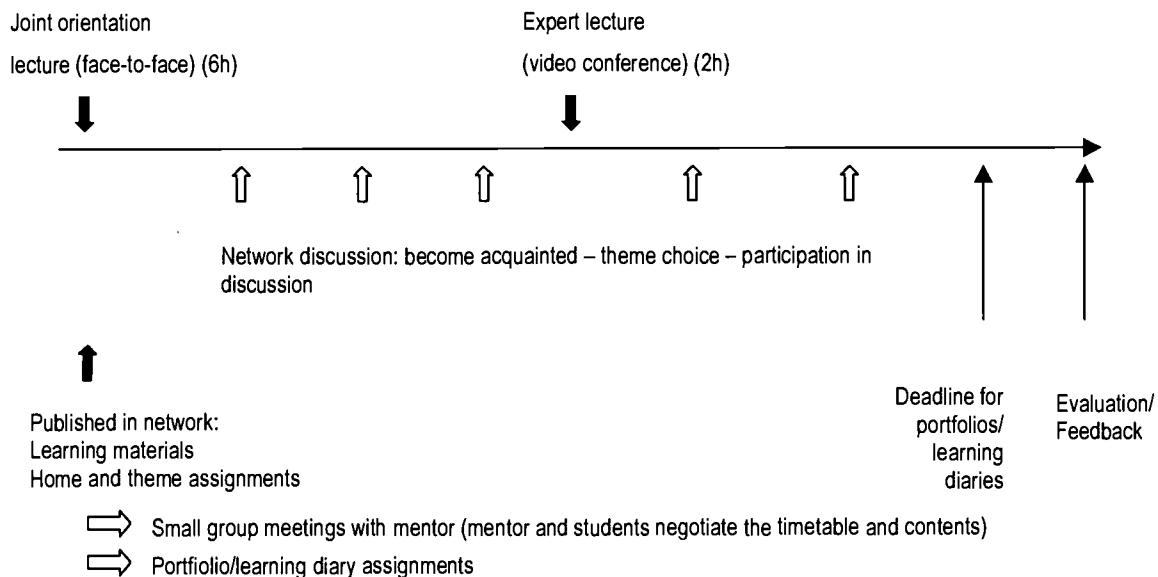 Joint orientation
lecture (face-to-face) (6h)
Expert lecture
(video conference) (2h)
Network discussion: become acquainted – theme choice – participation in
discussion
Published in network:
Learning materials
Home and theme assignments
Deadline for
portfolios/
learning
diaries
Evaluation/
Feedback
Small group meetings with mentor (mentor and students negotiate the timetable and contents)
Portfiolio/learning diary assignments